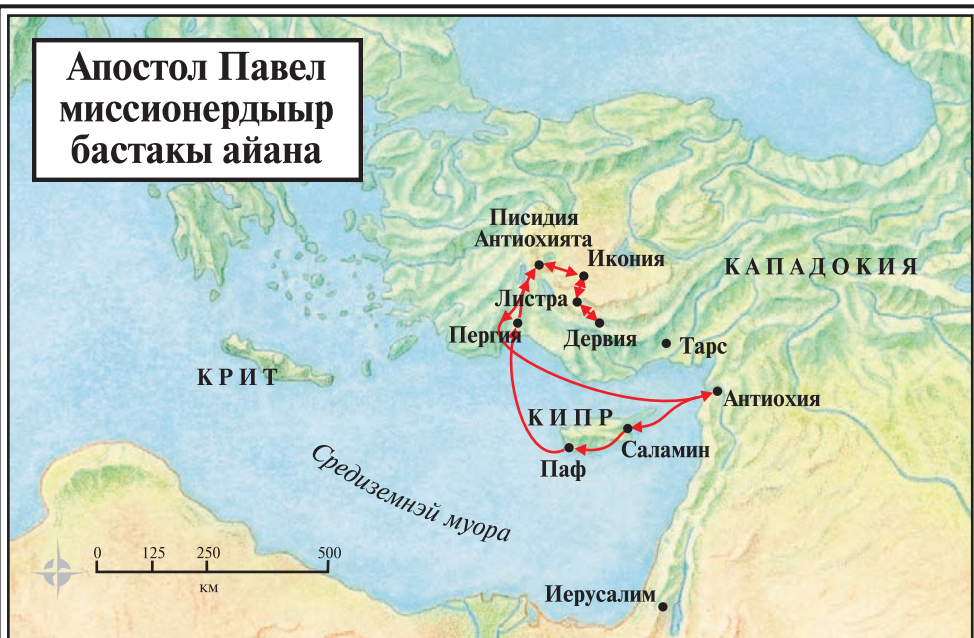 Апостол Павел
миссионердыыр
бастакы айана
Писидия
Антиохията
Икония
КАПАДОКИЯ
Листра
Пергия
Дервия
Тарс
КРИТ
Антиохия
КИПР
Саламин
Паф
Средиземнэй муора
0 125 250 500
км
Иерусалим